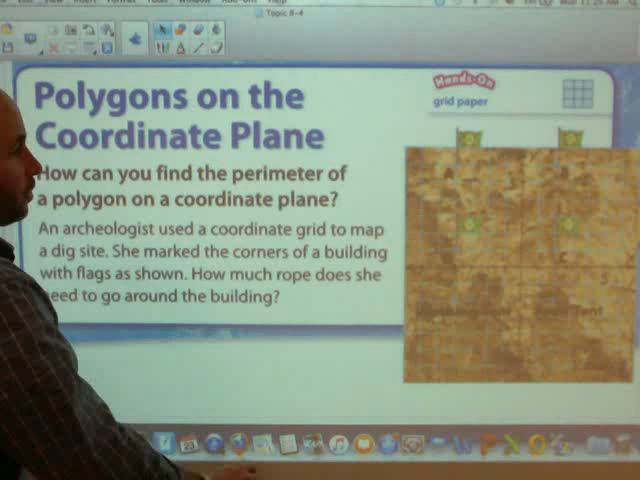 Topic 8-4
Hands-On
grid paper
Polygons on the
Coordinate Plane
How can you find the perimeter of
a polygon on a coordinate plane?
An archeologist used a coordinate grid to map
a dig site. She marked the corners of a building
with flags as shown. How much rope does she
need to go around the building?